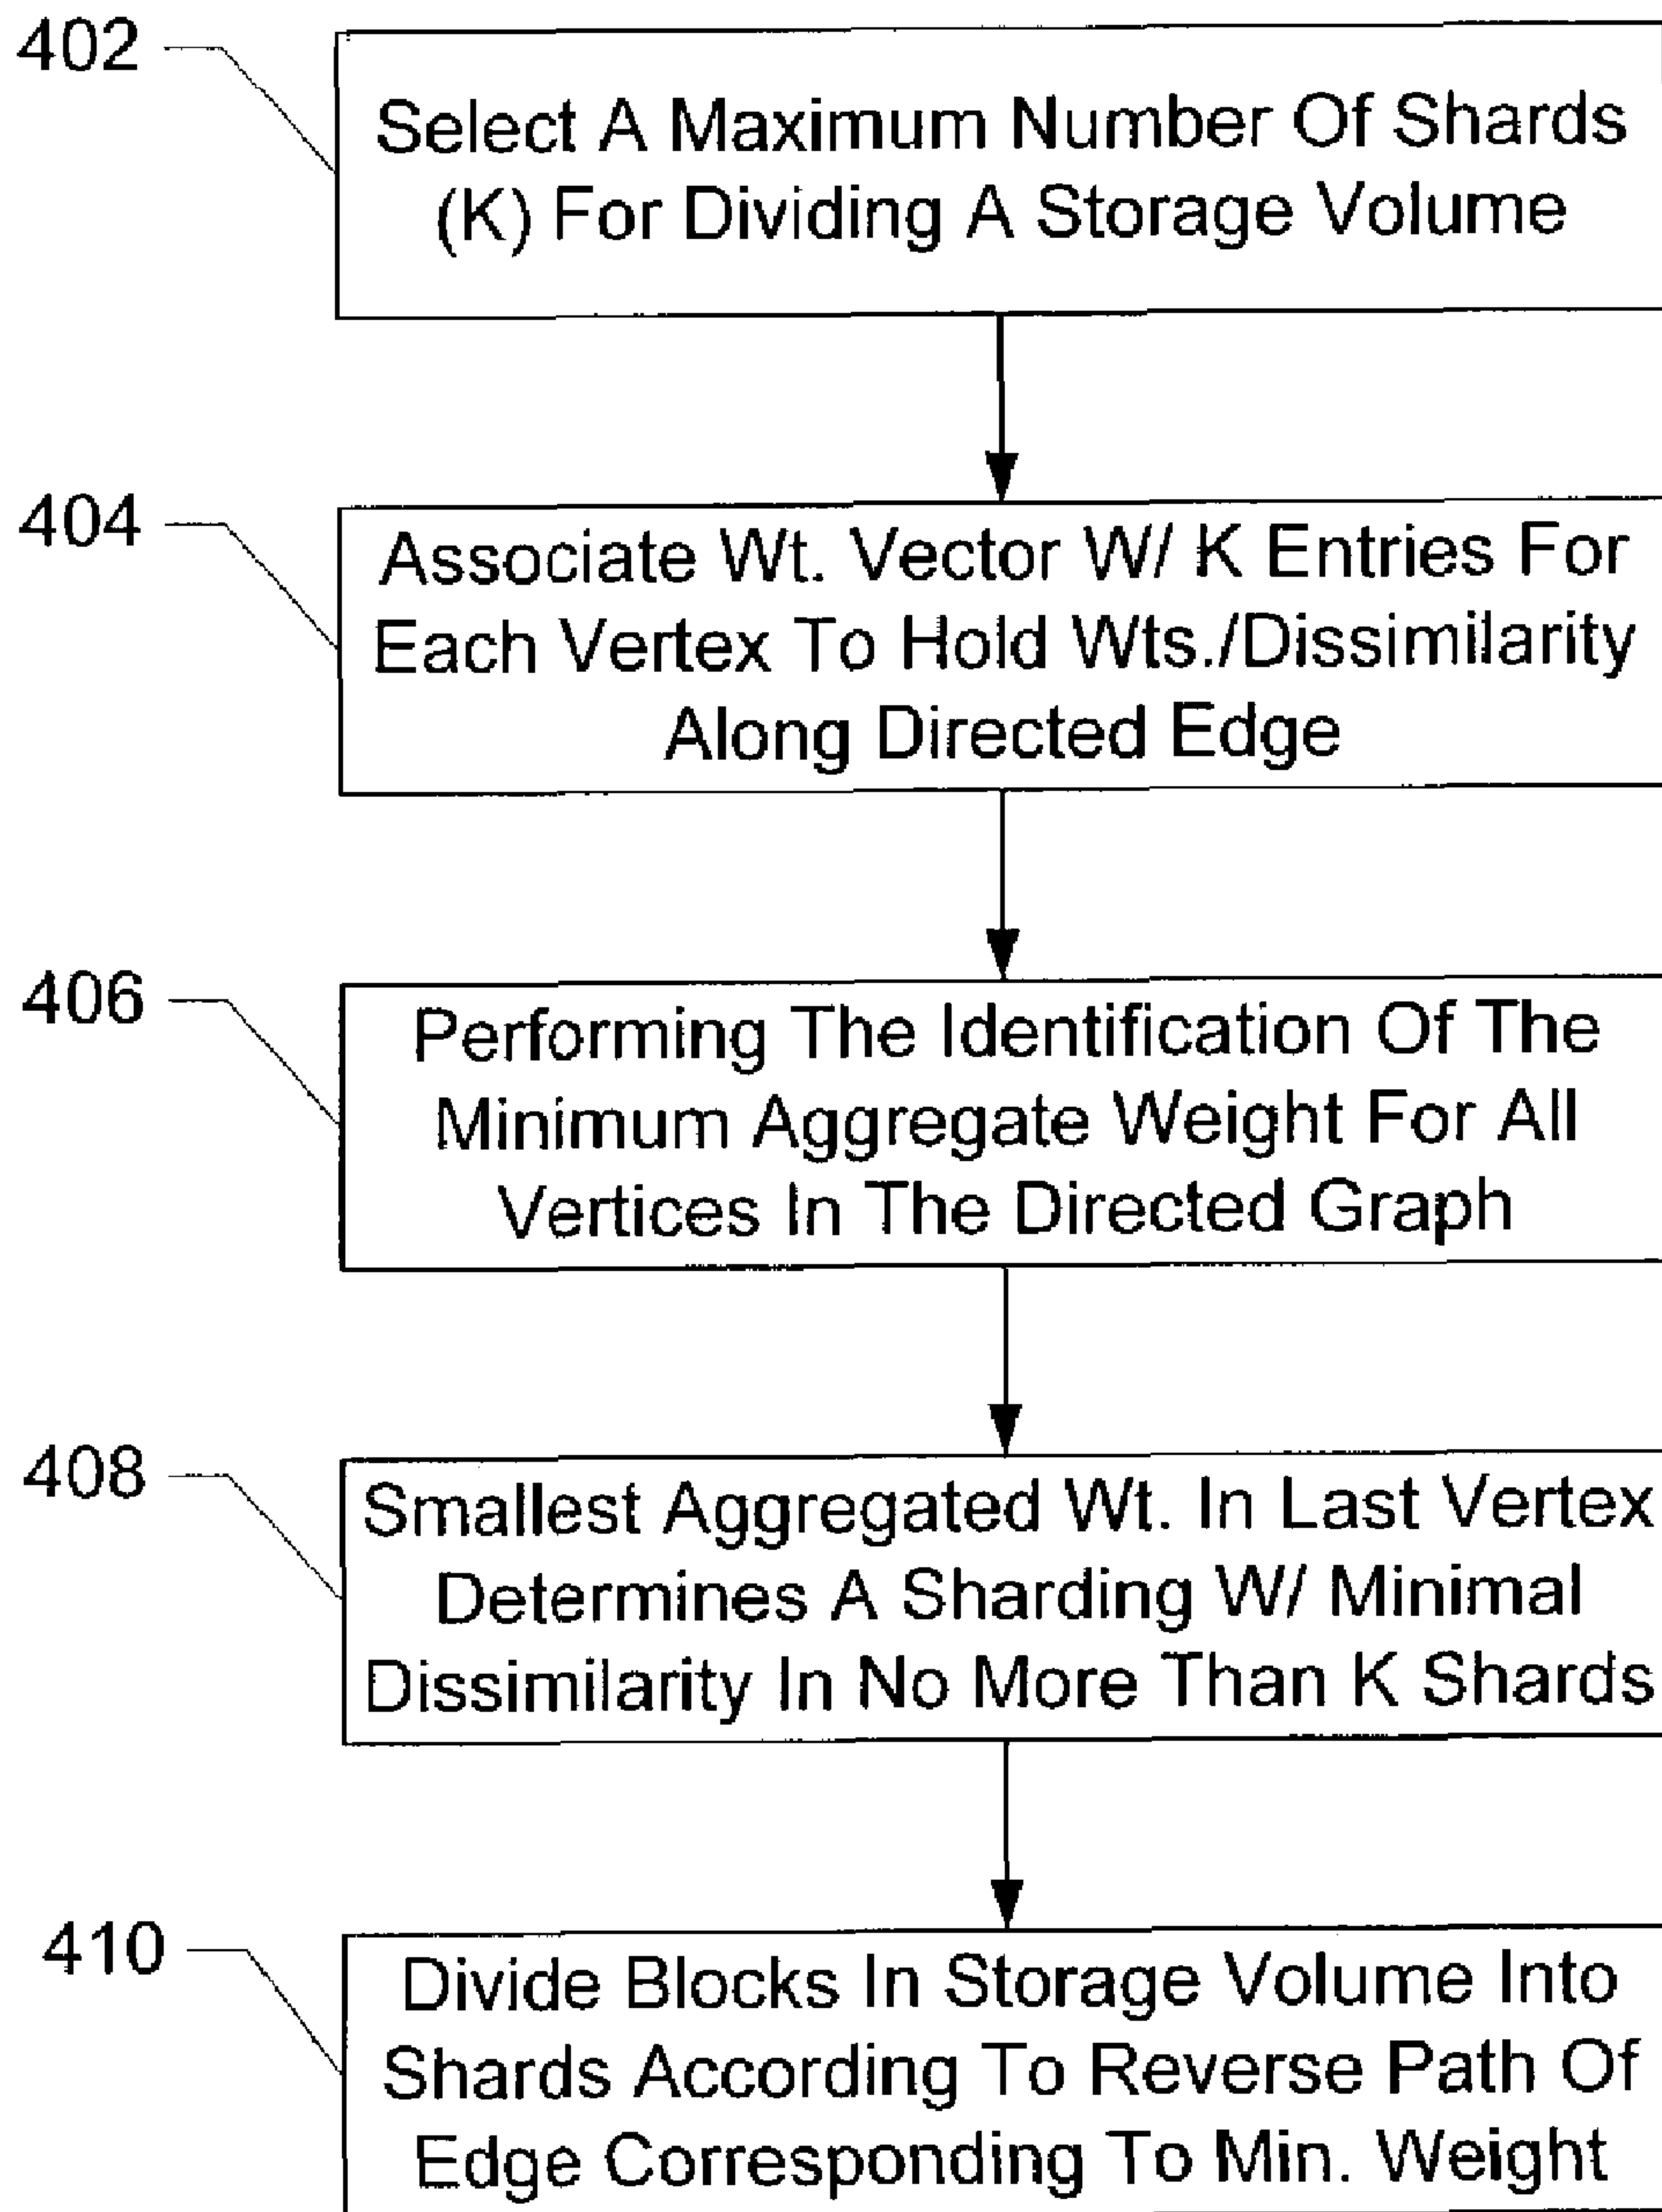 402
Select A Maximum Number Of Shards
(K) For Dividing A Storage Volume
404
Associate Wt. Vector W/ K Entries For
Each Vertex To Hold Wts./Dissimilarity
Along Directed Edge
406
Performing The Identification Of The
Minimum Aggregate Weight For All
Vertices In The Directed Graph
408
Smallest Aggregated Wt. In Last Vertex
Determines A Sharding W/ Minimal
Dissimilarity In No More Than K Shards
410
Divide Blocks In Storage Volume Into
Shards According To Reverse Path Of
Edge Corresponding To Min. Weight